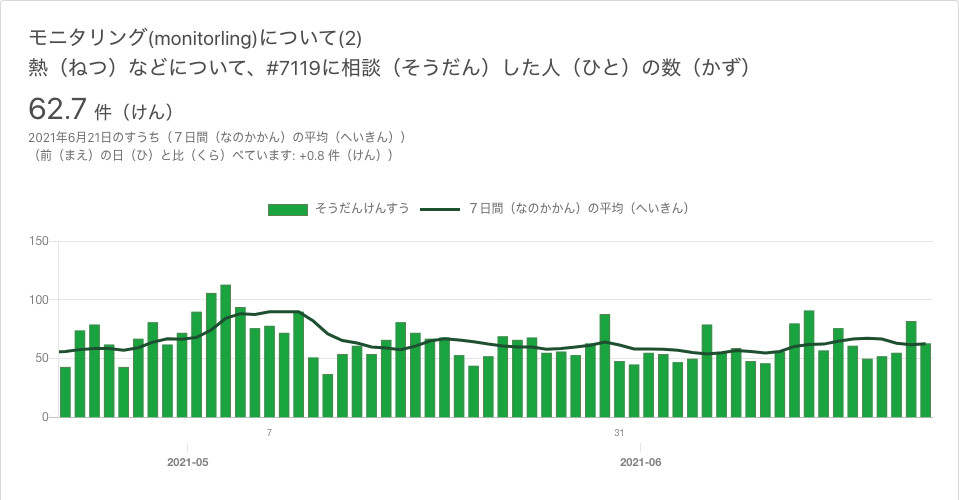 モニタリング(monitorling)について(2)
熱（ねつ）などについて、#7119に相談（そうだん）した人（ひと）の数（かず）
62.7 件（けん）
2021年6月21日のすうち（７日間（なのかかん）の平均（へいきん））
（前（まえ）の日（ひ）と比（くら）べています: +0.8 件（けん））
そうだんけんすう ７日間（なのかかん）の平均（へいきん）
150
100
50
0
7 31
2021-05 2021-06